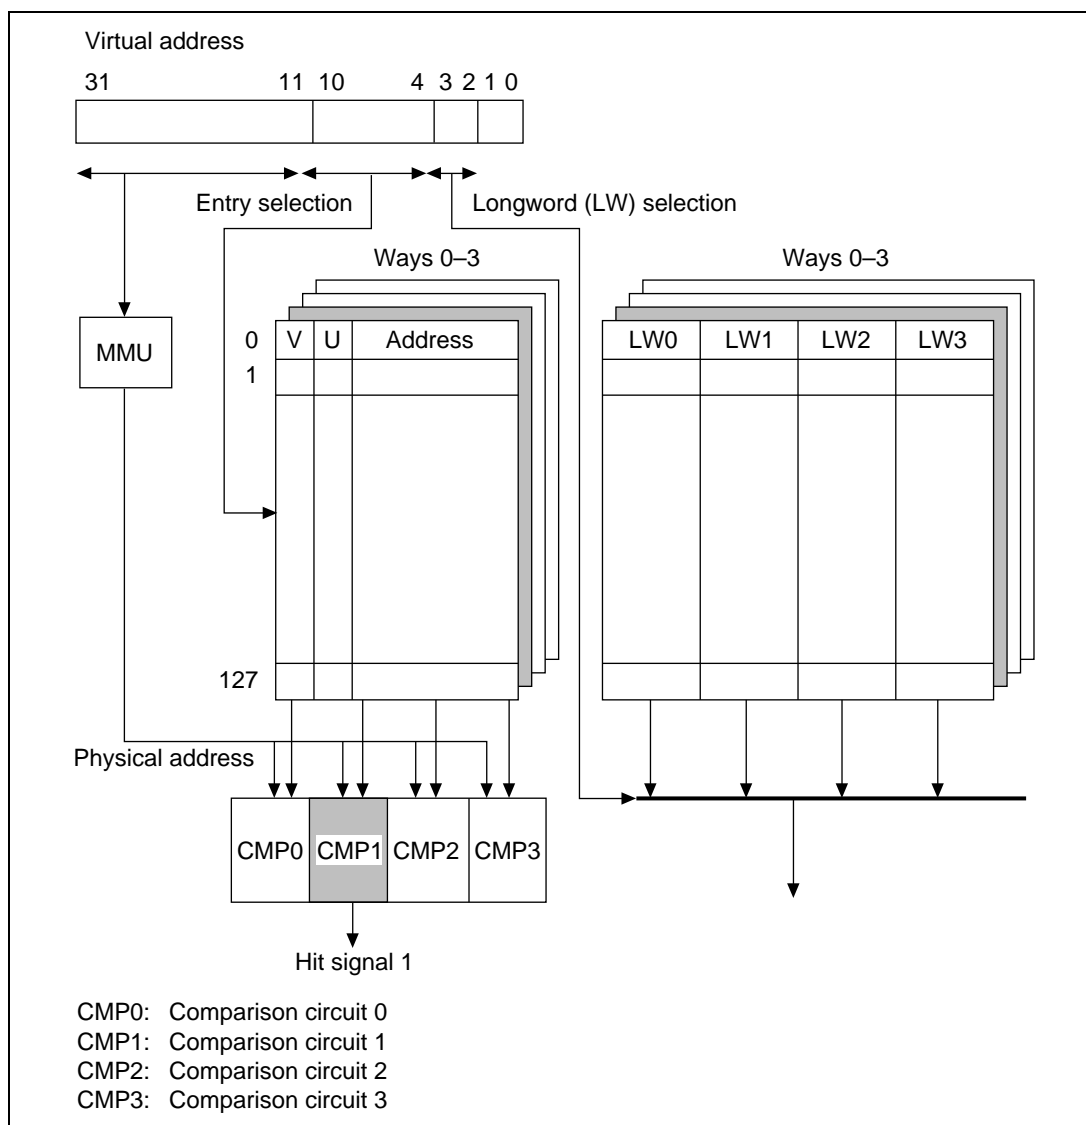 Virtual address
31 11 10 4 3 2 1 0
Entry selection
Longword (LW) selection
Ways 0–3
Ways 0–3
MMU
0
V U Address
LW0 LW1 LW2 LW3
1
127
Physical address
CMP0 CMP1 CMP2 CMP3
Hit signal 1
CMP0: Comparison circuit 0
CMP1: Comparison circuit 1
CMP2: Comparison circuit 2
CMP3: Comparison circuit 3